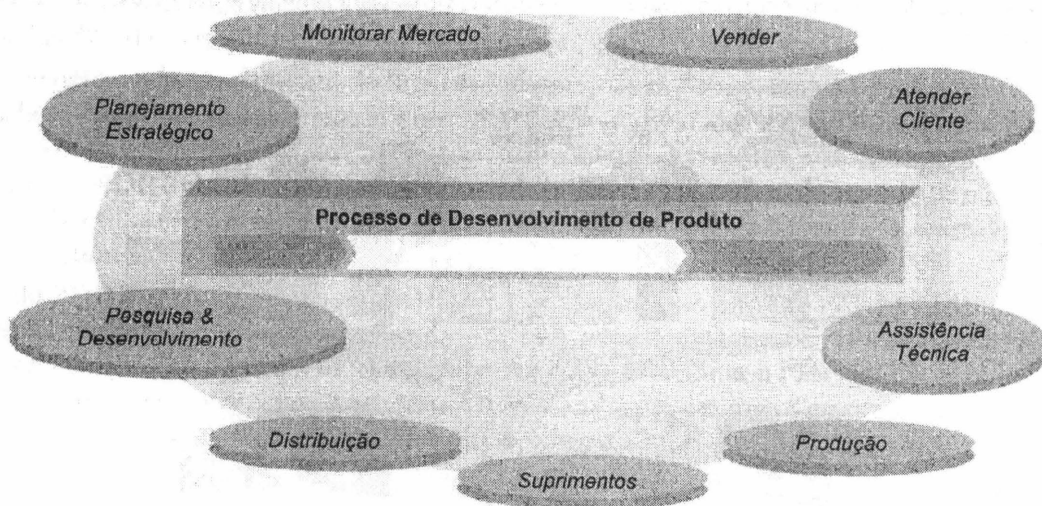 Monitorar Mercado
Vender
Planejamento
Estratégico
Atender
Cliente
Processo de Desenvolvimento de Produto
Pesquisa &
Desenvolvimento
Assistência
Técnica
Distribuição
Produção
Suprimentos